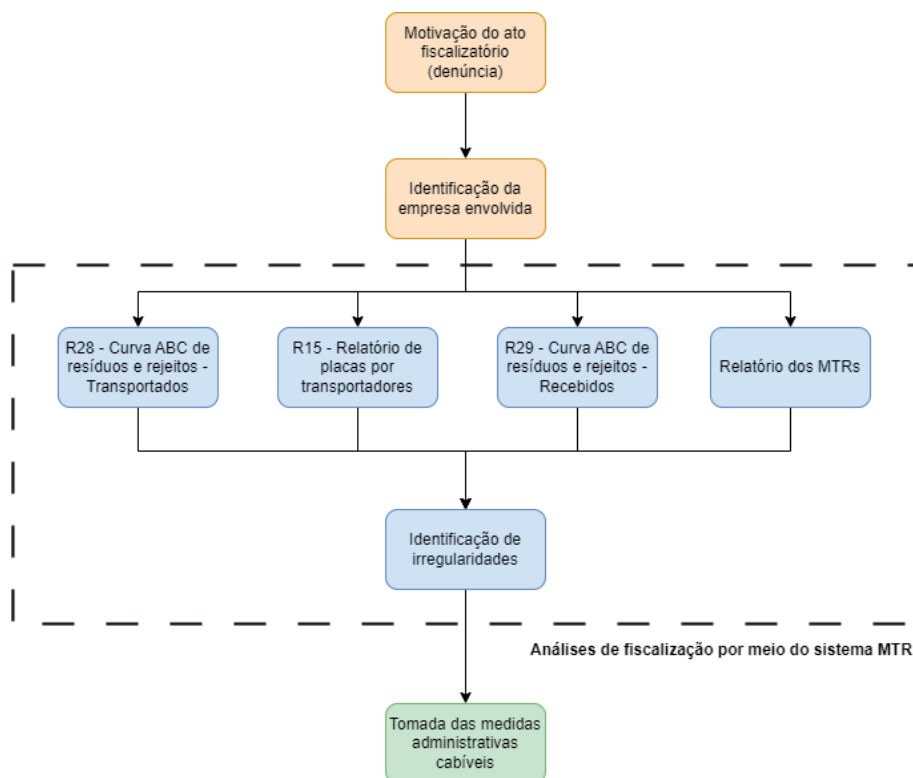 Motivação do ato
fiscalizatório
(denúncia)
Identificação da
empresa envolvida
R28 - Curva ABC de
resíduos e rejeitos -
Transportados
R15 - Relatório de
placas por
transportadores
R29 - Curva ABC de
resíduos e rejeitos -
Recebidos
Relatório dos MTRs
Identificação de
irregularidades
Análises de fiscalização por meio do sistema MTR
Tomada das medidas
administrativas
cabíveis